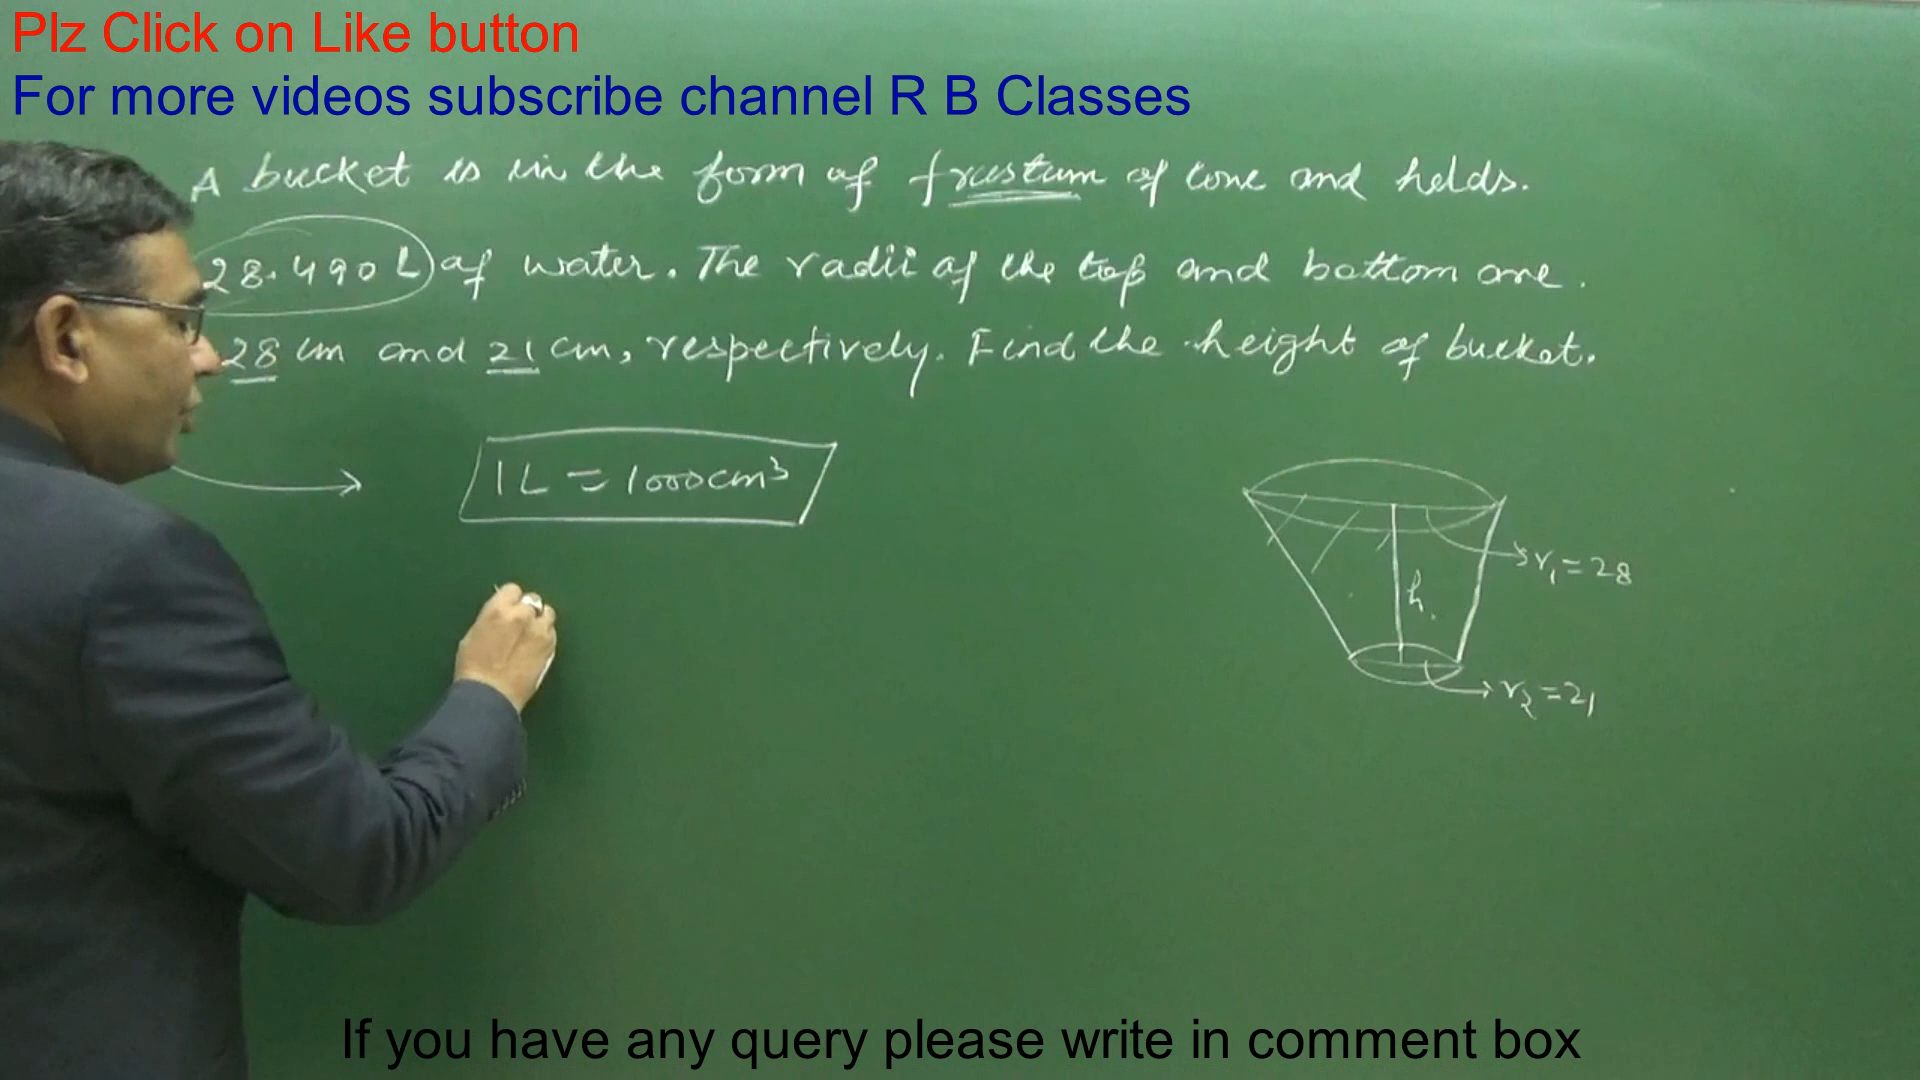 Plz Click on Like button
For more videos subscribe channel R B Classes
A bucket is in the form of frustum of cone and holds.
28.490 L of water. The radii of the top and bottom are.
28 cm and 21 cm, respectively. Find the height of bucket.
1L = 1000cm³
r₁ = 28
h.
r₂ = 21
If you have any query please write in comment box